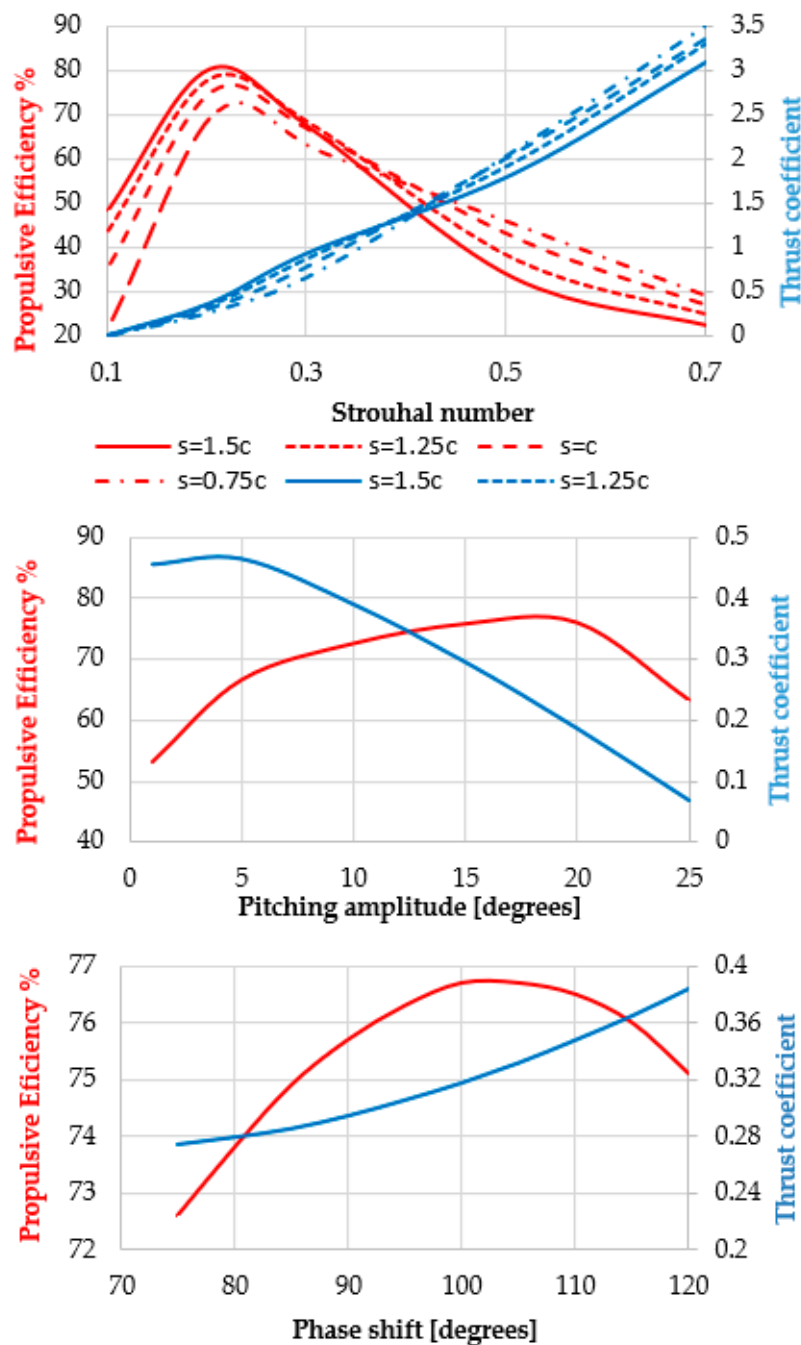 Propulsive Efficiency %
90
80
70
60
50
40
30
20
3.5
3
2.5
2
1.5
1
0.5
0
Thrust coefficient
0.1 0.3 0.5 0.7
Strouhal number
s=1.5c s=1.25c s=c
s=0.75c s=1.5c s=1.25c
Propulsive Efficiency %
90
80
70
60
50
40
0.5
0.4
0.3
0.2
0.1
0
Thrust coefficient
0 5 10 15 20 25
Pitching amplitude [degrees]
Propulsive Eficiency %
77
76
75
74
73
72
0.4
0.36
0.32
0.28
0.24
0.2
Thrust coefficient
70 80 90 100 110 120
Phase shift [degrees]